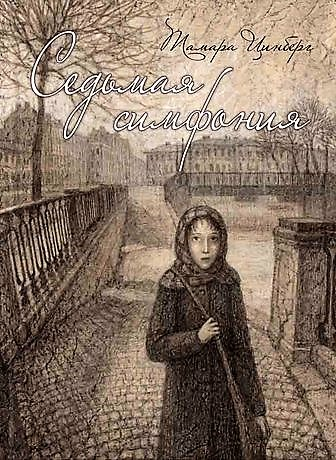 Тамара Цинберг
Седьмая
симфония